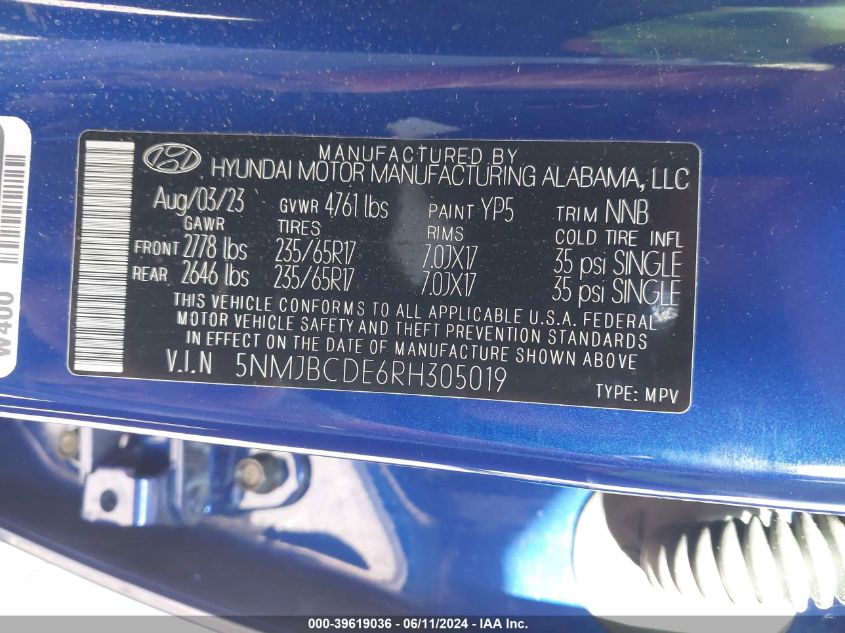 MANUFACTURED BY
HYUNDAI MOTOR MANUFACTURING ALABAMA, LLC
Aug/03/23 GVWR 4761 lbs PAINT YP5 TRIM NNB
GAWR TIRES RIMS COLD TIRE INFL
FRONT 2778 lbs 235/65R17 7.0JX17 35 psi SINGLE
REAR 2646 lbs 235/65R17 7.0JX17 35 psi SINGLE
THIS VEHICLE CONFORMS TO ALL APPLICABLE U.S.A. FEDERAL
MOTOR VEHICLE SAFETY AND THEFT PREVENTION STANDARDS
IN EFFECT ON THE DATE OF MANUFACTURE SHOWN ABOVE
V.I.N 5NMJBCDE6RH305019
TYPE: MPV
W400
000-39619036 - 06/11/2024 - IAAI.COM